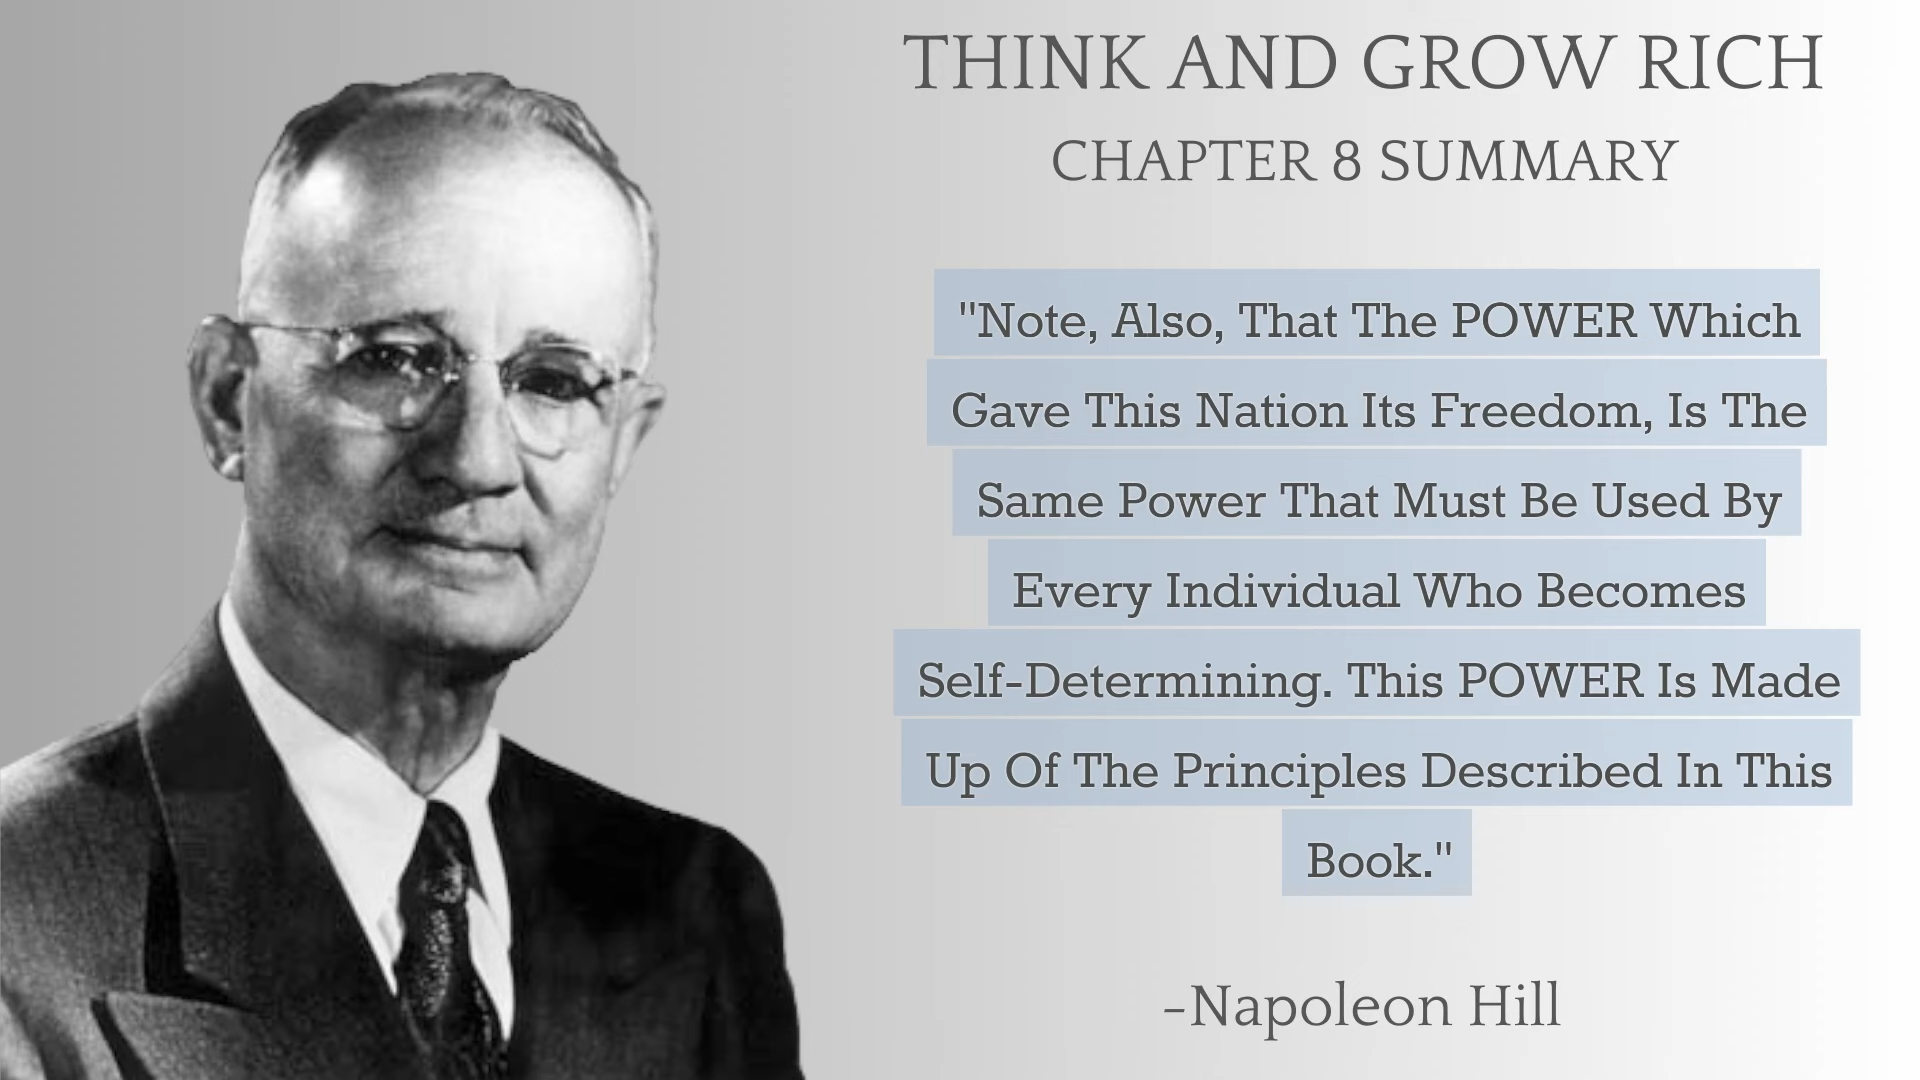 THINK AND GROW RICH
CHAPTER 8 SUMMARY
"Note, Also, That The POWER Which
Gave This Nation Its Freedom, Is The
Same Power That Must Be Used By
Every Individual Who Becomes
Self-Determining. This POWER Is Made
Up Of The Principles Described In This
Book."
-Napoleon Hill